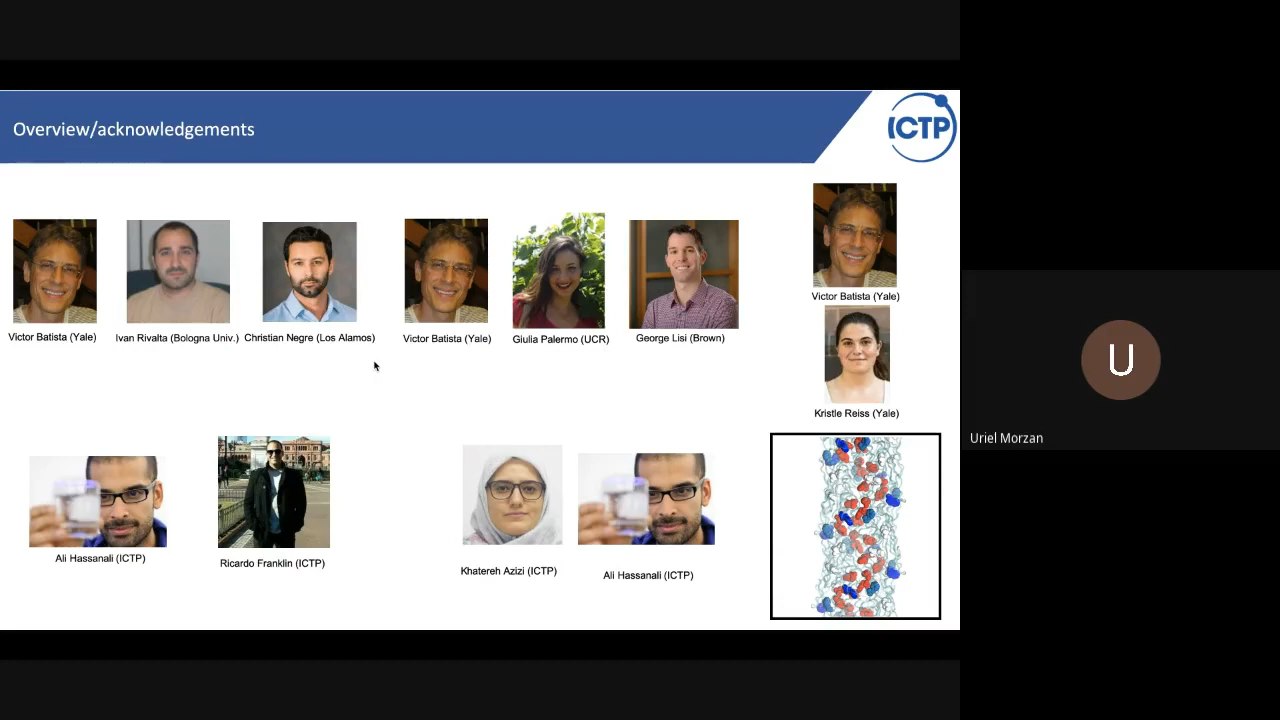 Overview/acknowledgements
ICTP
Victor Batista (Yale)
Ivan Rivalta (Bologna Univ.)
Christian Negre (Los Alamos)
Victor Batista (Yale)
Giulia Palermo (UCR)
George Lisi (Brown)
Victor Batista (Yale)
Kristle Reiss (Yale)
U
Uriel Morzan
Ali Hassanali (ICTP)
Ricardo Franklin (ICTP)
Khatereh Azizi (ICTP)
Ali Hassanali (ICTP)